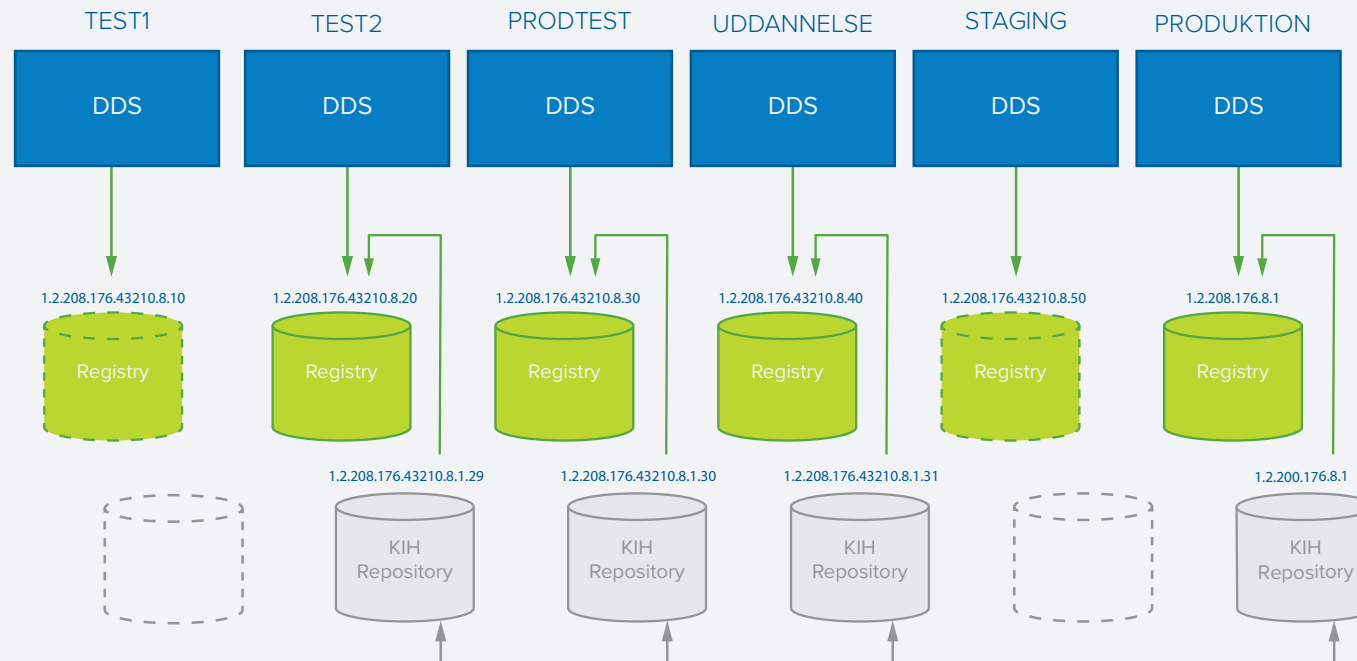 TEST1 TEST2 PRODTEST UDDANNELSE STAGING PRODUKTION
DDS DDS DDS DDS DDS DDS
1.2.208.176.43210.8.10 1.2.208.176.43210.8.20 1.2.208.176.43210.8.30 1.2.208.176.43210.8.40 1.2.208.176.43210.8.50 1.2.208.176.8.1
Registry Registry Registry Registry Registry Registry
1.2.208.176.43210.8.1.29 1.2.208.176.43210.8.1.30 1.2.208.176.43210.8.1.31 1.2.200.176.8.1
KIH KIH KIH KIH
Repository Repository Repository Repository